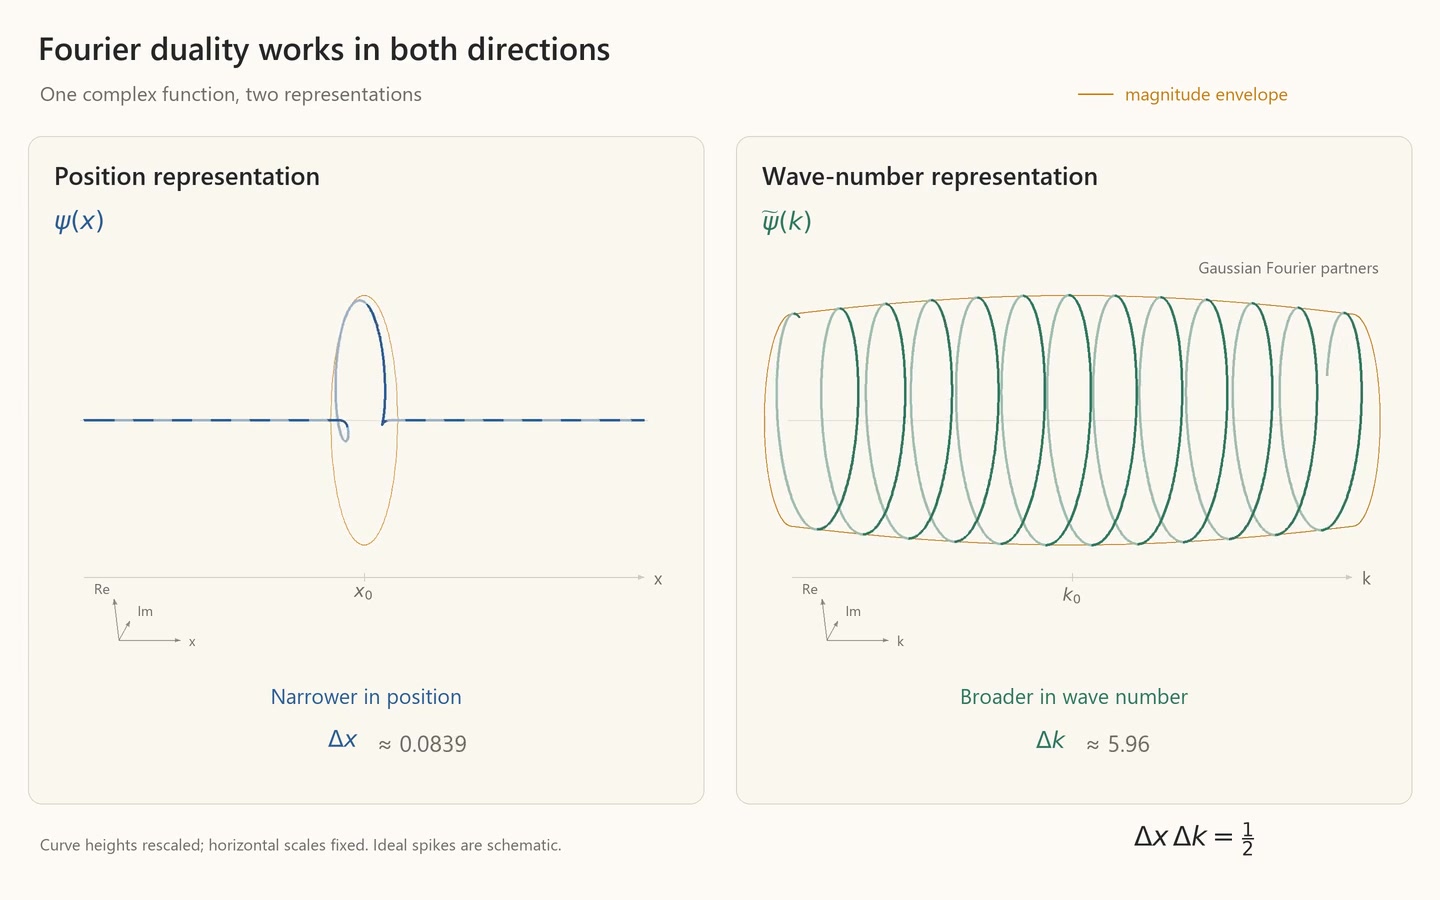 Fourier duality works in both directions
One complex function, two representations
magnitude envelope
Position representation
ψ(x)
x₀
x
Re
Im
x
Narrower in position
Δx ≈ 0.0839
Wave-number representation
ψ̃(k)
Gaussian Fourier partners
k₀
k
Re
Im
k
Broader in wave number
Δk ≈ 5.96
Curve heights rescaled; horizontal scales fixed. Ideal spikes are schematic.
Δx Δk = 1/2